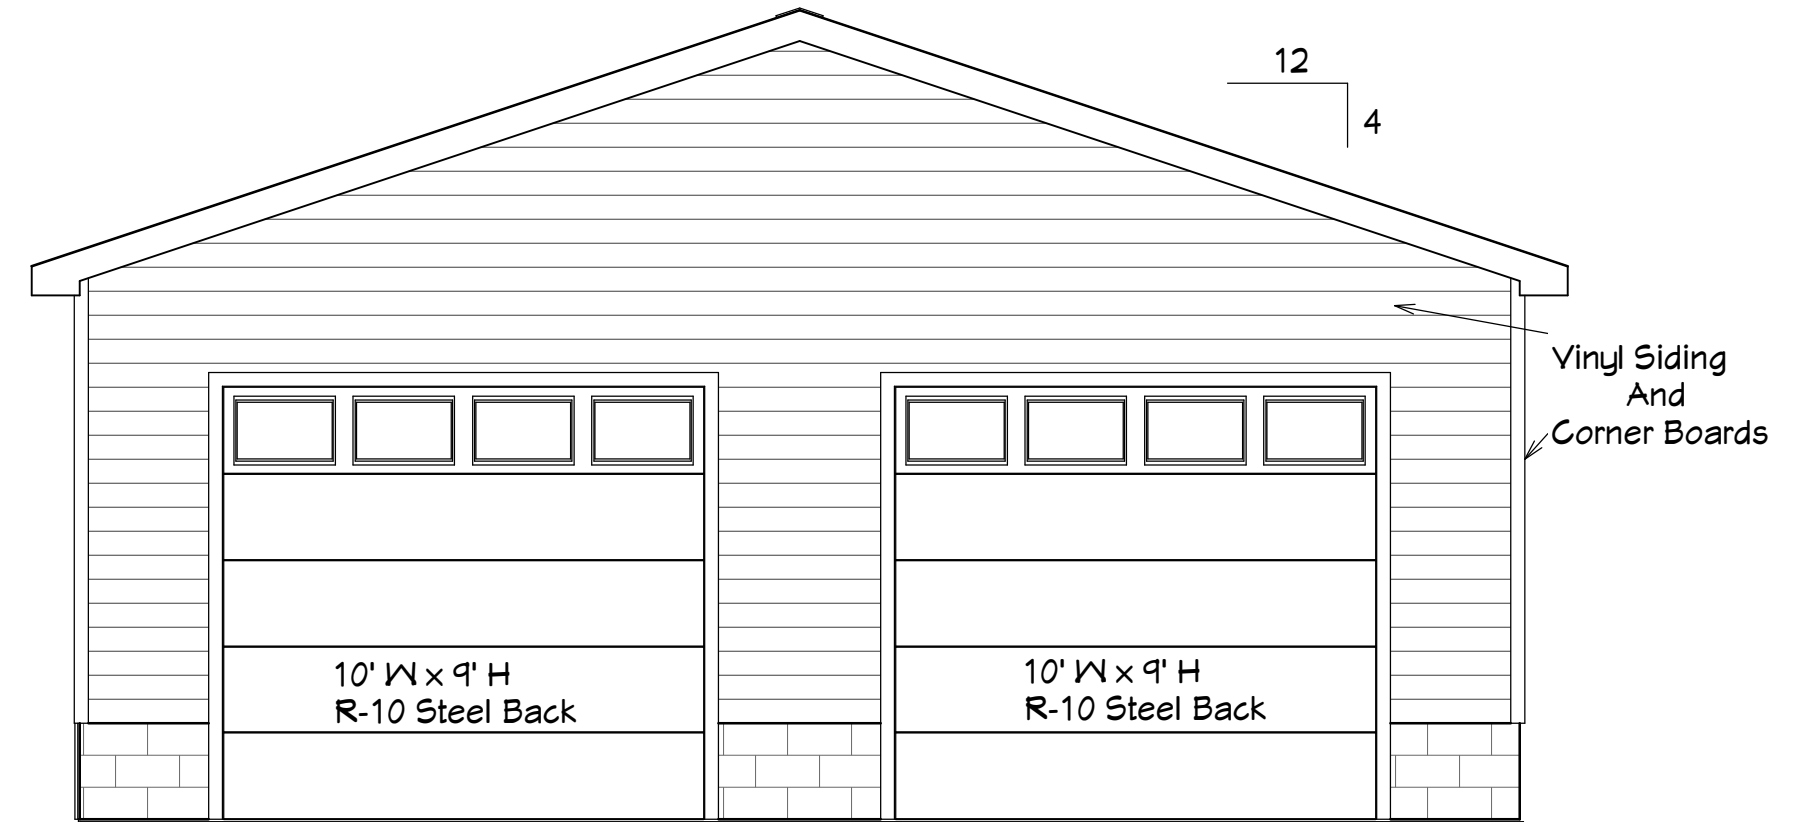 12
4
Vinyl Siding
And
Corner Boards
10' W x 9' H
R-10 Steel Back
10' W x 9' H
R-10 Steel Back